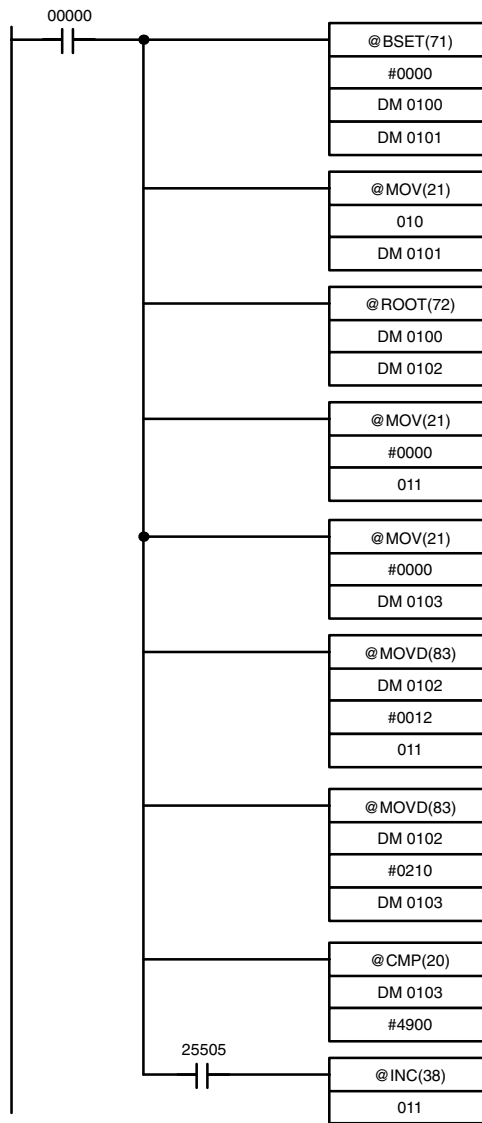 00000
@BSET(71)
#0000
DM 0100
DM 0101
@MOV(21)
010
DM 0101
@ROOT(72)
DM 0100
DM 0102
@MOV(21)
#0000
011
@MOV(21)
#0000
DM 0103
@MOVD(83)
DM 0102
#0012
011
@MOVD(83)
DM 0102
#0210
DM 0103
@CMP(20)
DM 0103
#4900
25505
@INC(38)
011